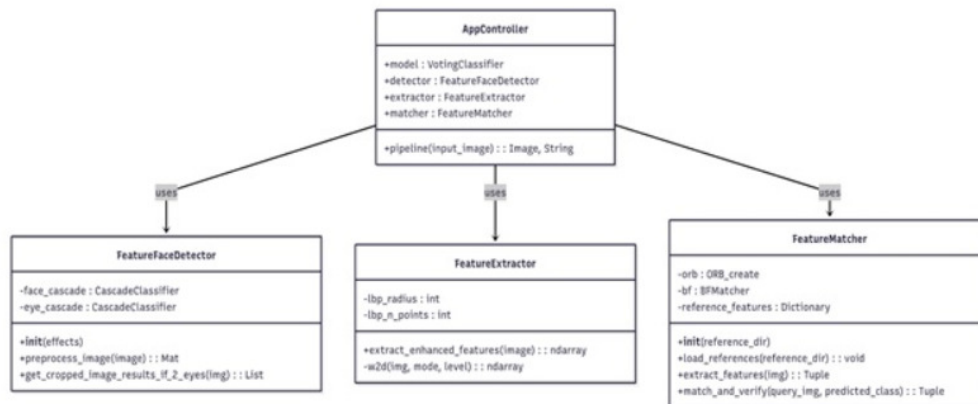 AppController
+model : VotingClassifier
+detector : FeatureFaceDetector
+extractor : FeatureExtractor
+matcher : FeatureMatcher
+pipeline(input_image) : : Image, String
uses
uses
uses
FeatureFaceDetector
-face_cascade : CascadeClassifier
-eye_cascade : CascadeClassifier
+init(effects)
+preprocess_image(image) : : Mat
+get_cropped_image_results_if_2_eyes(img) : : List
FeatureExtractor
-lbp_radius : int
-lbp_n_points : int
+extract_enhanced_features(image) : : ndarray
-w2d(img, mode, level) : : ndarray
FeatureMatcher
-orb : ORB_create
-bf : BFMatcher
-reference_features : Dictionary
+init(reference_dir)
+load_references(reference_dir) : : void
+extract_features(img) : : Tuple
+match_and_verify(query_img, predicted_class) : : Tuple